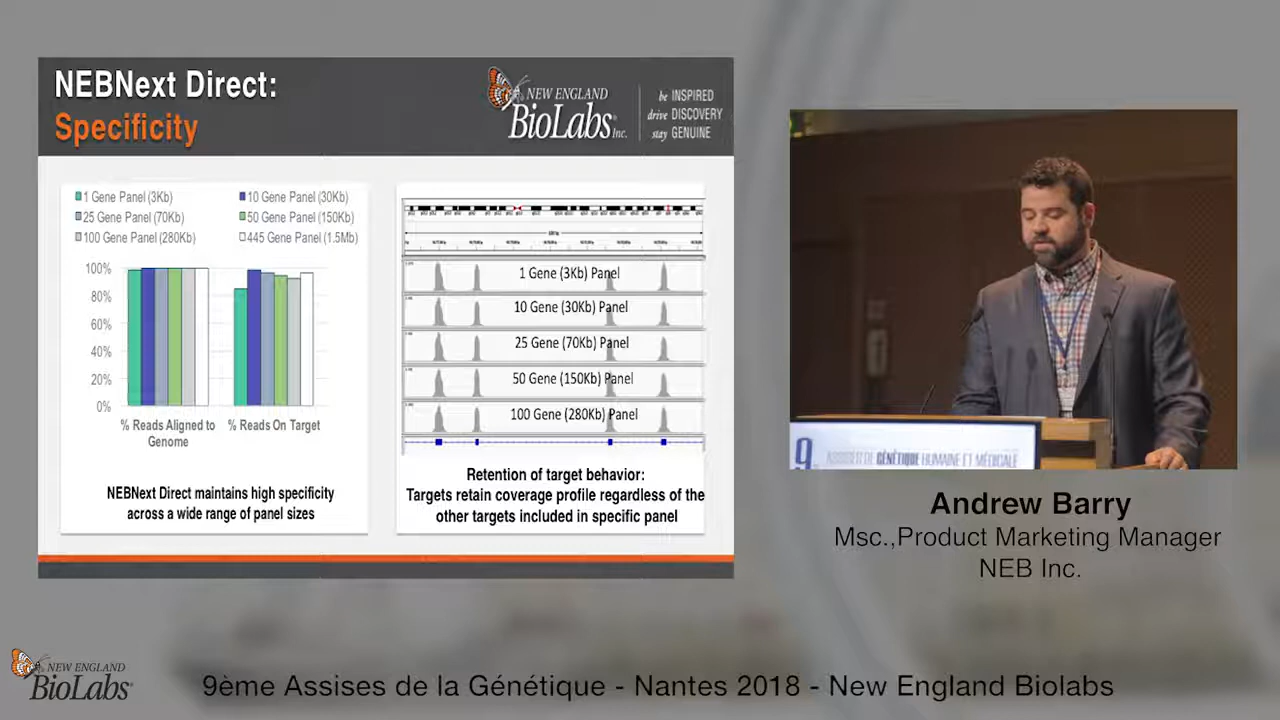 NEBNext Direct:
Specificity
NEW ENGLAND
BioLabs® Inc.
be INSPIRED
drive DISCOVERY
stay GENUINE
1 Gene Panel (3Kb)
10 Gene Panel (30Kb)
25 Gene Panel (70Kb)
50 Gene Panel (150Kb)
100 Gene Panel (280Kb)
445 Gene Panel (1.5Mb)
100%
80%
60%
40%
20%
0%
% Reads Aligned to
Genome
% Reads On Target
NEBNext Direct maintains high specificity
across a wide range of panel sizes
1 Gene (3Kb) Panel
10 Gene (30Kb) Panel
25 Gene (70Kb) Panel
50 Gene (150Kb) Panel
100 Gene (280Kb) Panel
Retention of target behavior:
Targets retain coverage profile regardless of the
other targets included in specific panel
9
ASSISES DE GÉNÉTIQUE HUMAINE ET MÉDICALE
Andrew Barry
Msc.,Product Marketing Manager
NEB Inc.
NEW ENGLAND
BioLabs®
9ème Assises de la Génétique - Nantes 2018 - New England Biolabs